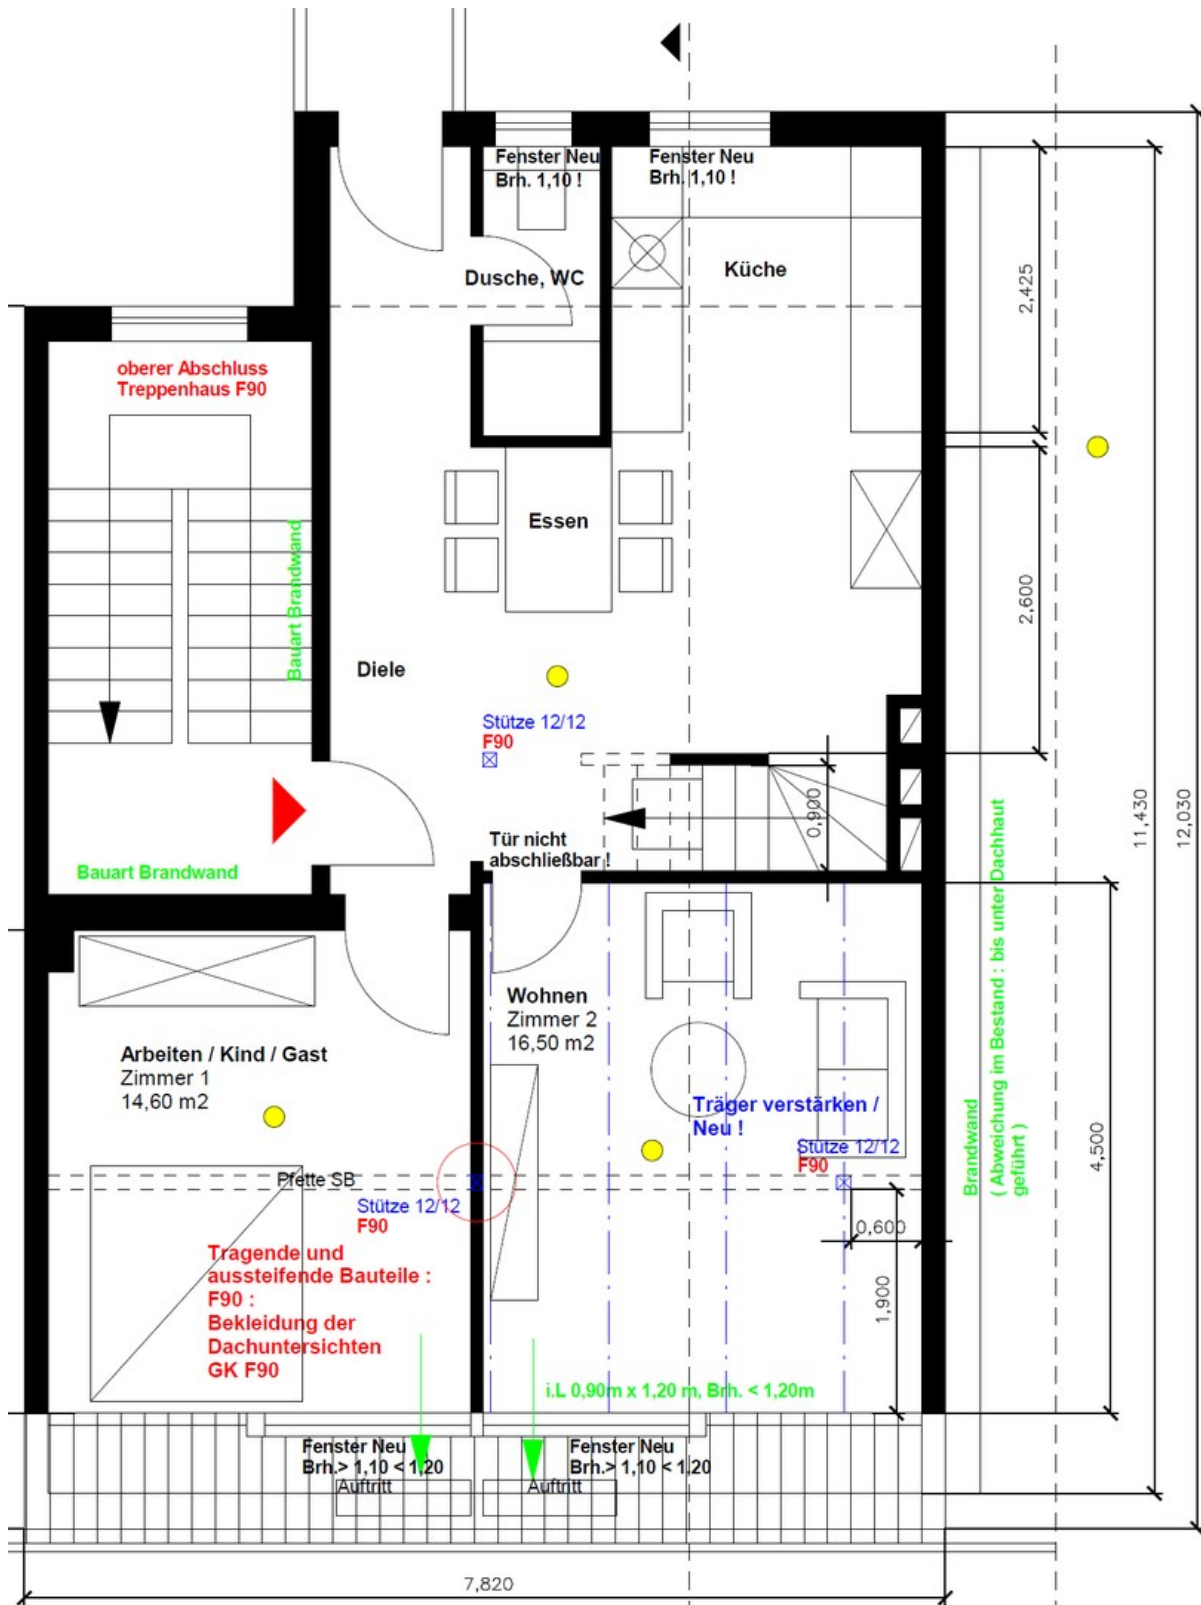 Fenster Neu
Brh. 1,10 !
Fenster Neu
Brh. 1,10 !
Dusche, WC
Küche
2,425
oberer Abschluss
Treppenhaus F90
Bauart Brandwand
Essen
2,600
Diele
Stütze 12/12
F90
0,900
11,430
12,030
Tür nicht
abschließbar !
Bauart Brandwand
Brandwand
( Abweichung im Bestand : bis unter Dachhaut
geführt )
Wohnen
Zimmer 2
16,50 m2
Arbeiten / Kind / Gast
Zimmer 1
14,60 m2
Träger verstärken /
Neu !
Stütze 12/12
F90
4,500
Pfette SB
Stütze 12/12
F90
0,600
Tragende und
aussteifende Bauteile :
F90 :
Bekleidung der
Dachuntersichten
GK F90
1,900
i.L 0,90m x 1,20 m, Brh. < 1,20m
Fenster Neu
Brh.> 1,10 < 1,20
Auftritt
Fenster Neu
Brh.> 1,10 < 1,20
Auftritt
7,820